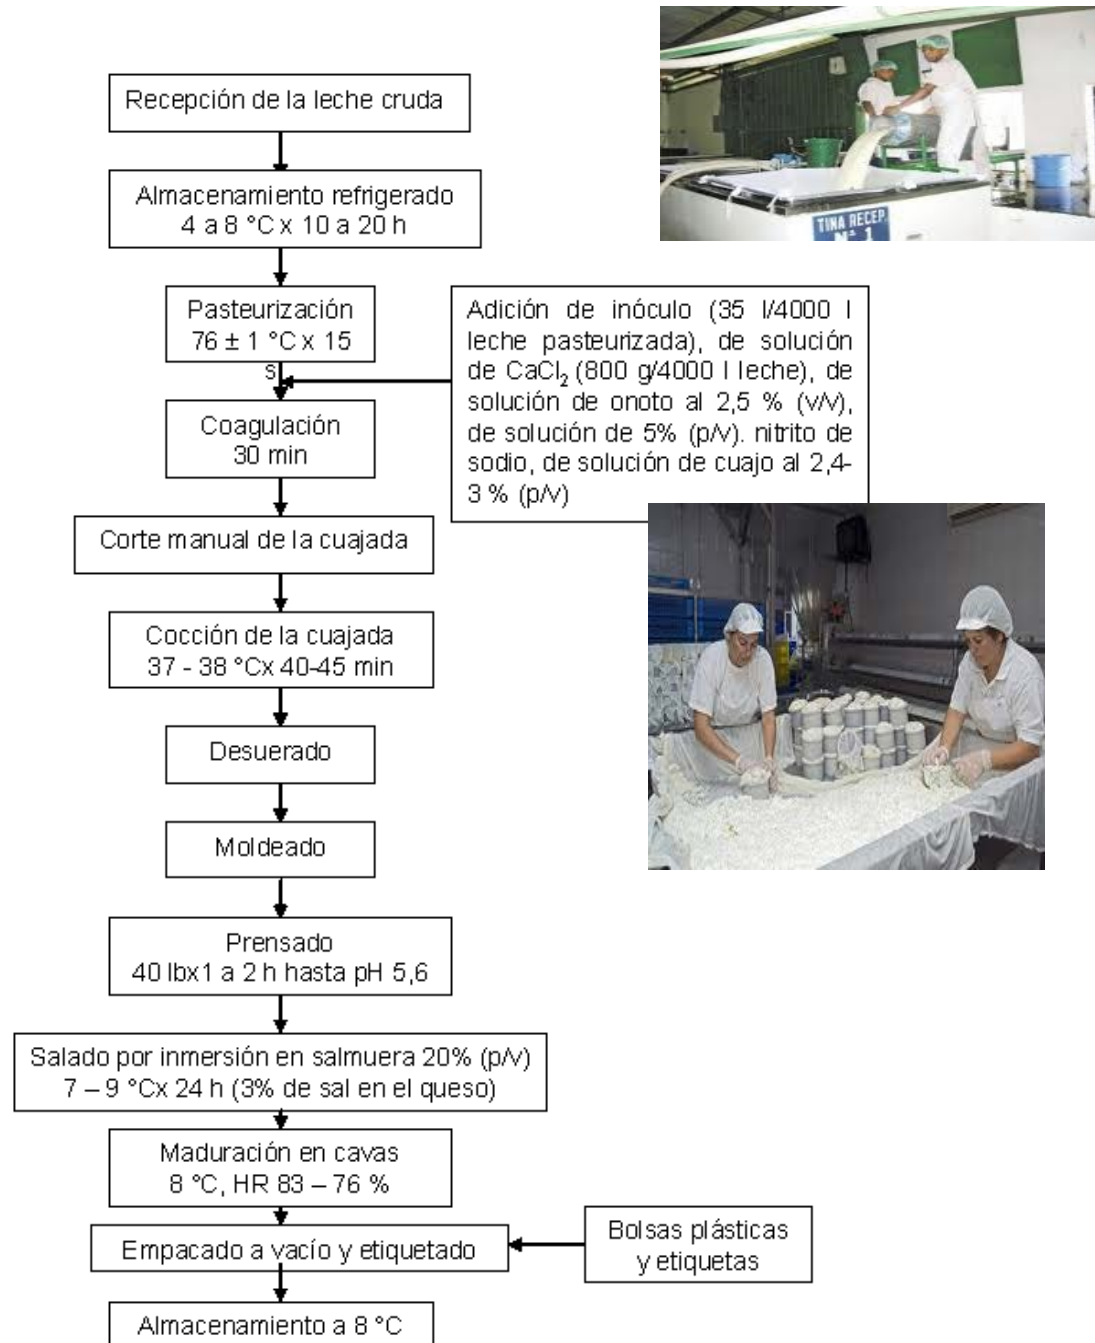 Recepción de la leche cruda
TINA RECEP.
Nº 1
Almacenamiento refrigerado
4 a 8 °C x 10 a 20 h
Pasteurización
76 ± 1 °C x 15
s
Adición de inóculo (35 l/4000 l
leche pasteurizada), de solución
de CaCl₂ (800 g/4000 l leche), de
solución de onoto al 2,5 % (v/v),
de solución de 5% (p/v). nitrito de
sodio, de solución de cuajo al 2,4-
3 % (p/v)
Coagulación
30 min
Corte manual de la cuajada
Cocción de la cuajada
37 - 38 °Cx 40-45 min
Desuerado
Moldeado
Prensado
40 lbx1 a 2 h hasta pH 5,6
Salado por inmersión en salmuera 20% (p/v)
7 – 9 °Cx 24 h (3% de sal en el queso)
Maduración en cavas
8 °C, HR 83 – 76 %
Empacado a vacío y etiquetado
Bolsas plásticas
y etiquetas
Almacenamiento a 8 °C